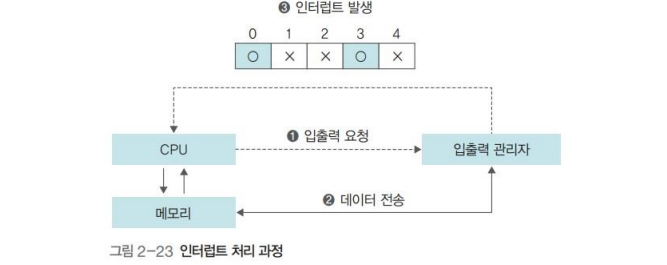 ❸ 인터럽트 발생
0 1 2 3 4
○ × × ○ ×
CPU
❶ 입출력 요청
입출력 관리자
메모리
❷ 데이터 전송
그림 2-23 인터럽트 처리 과정